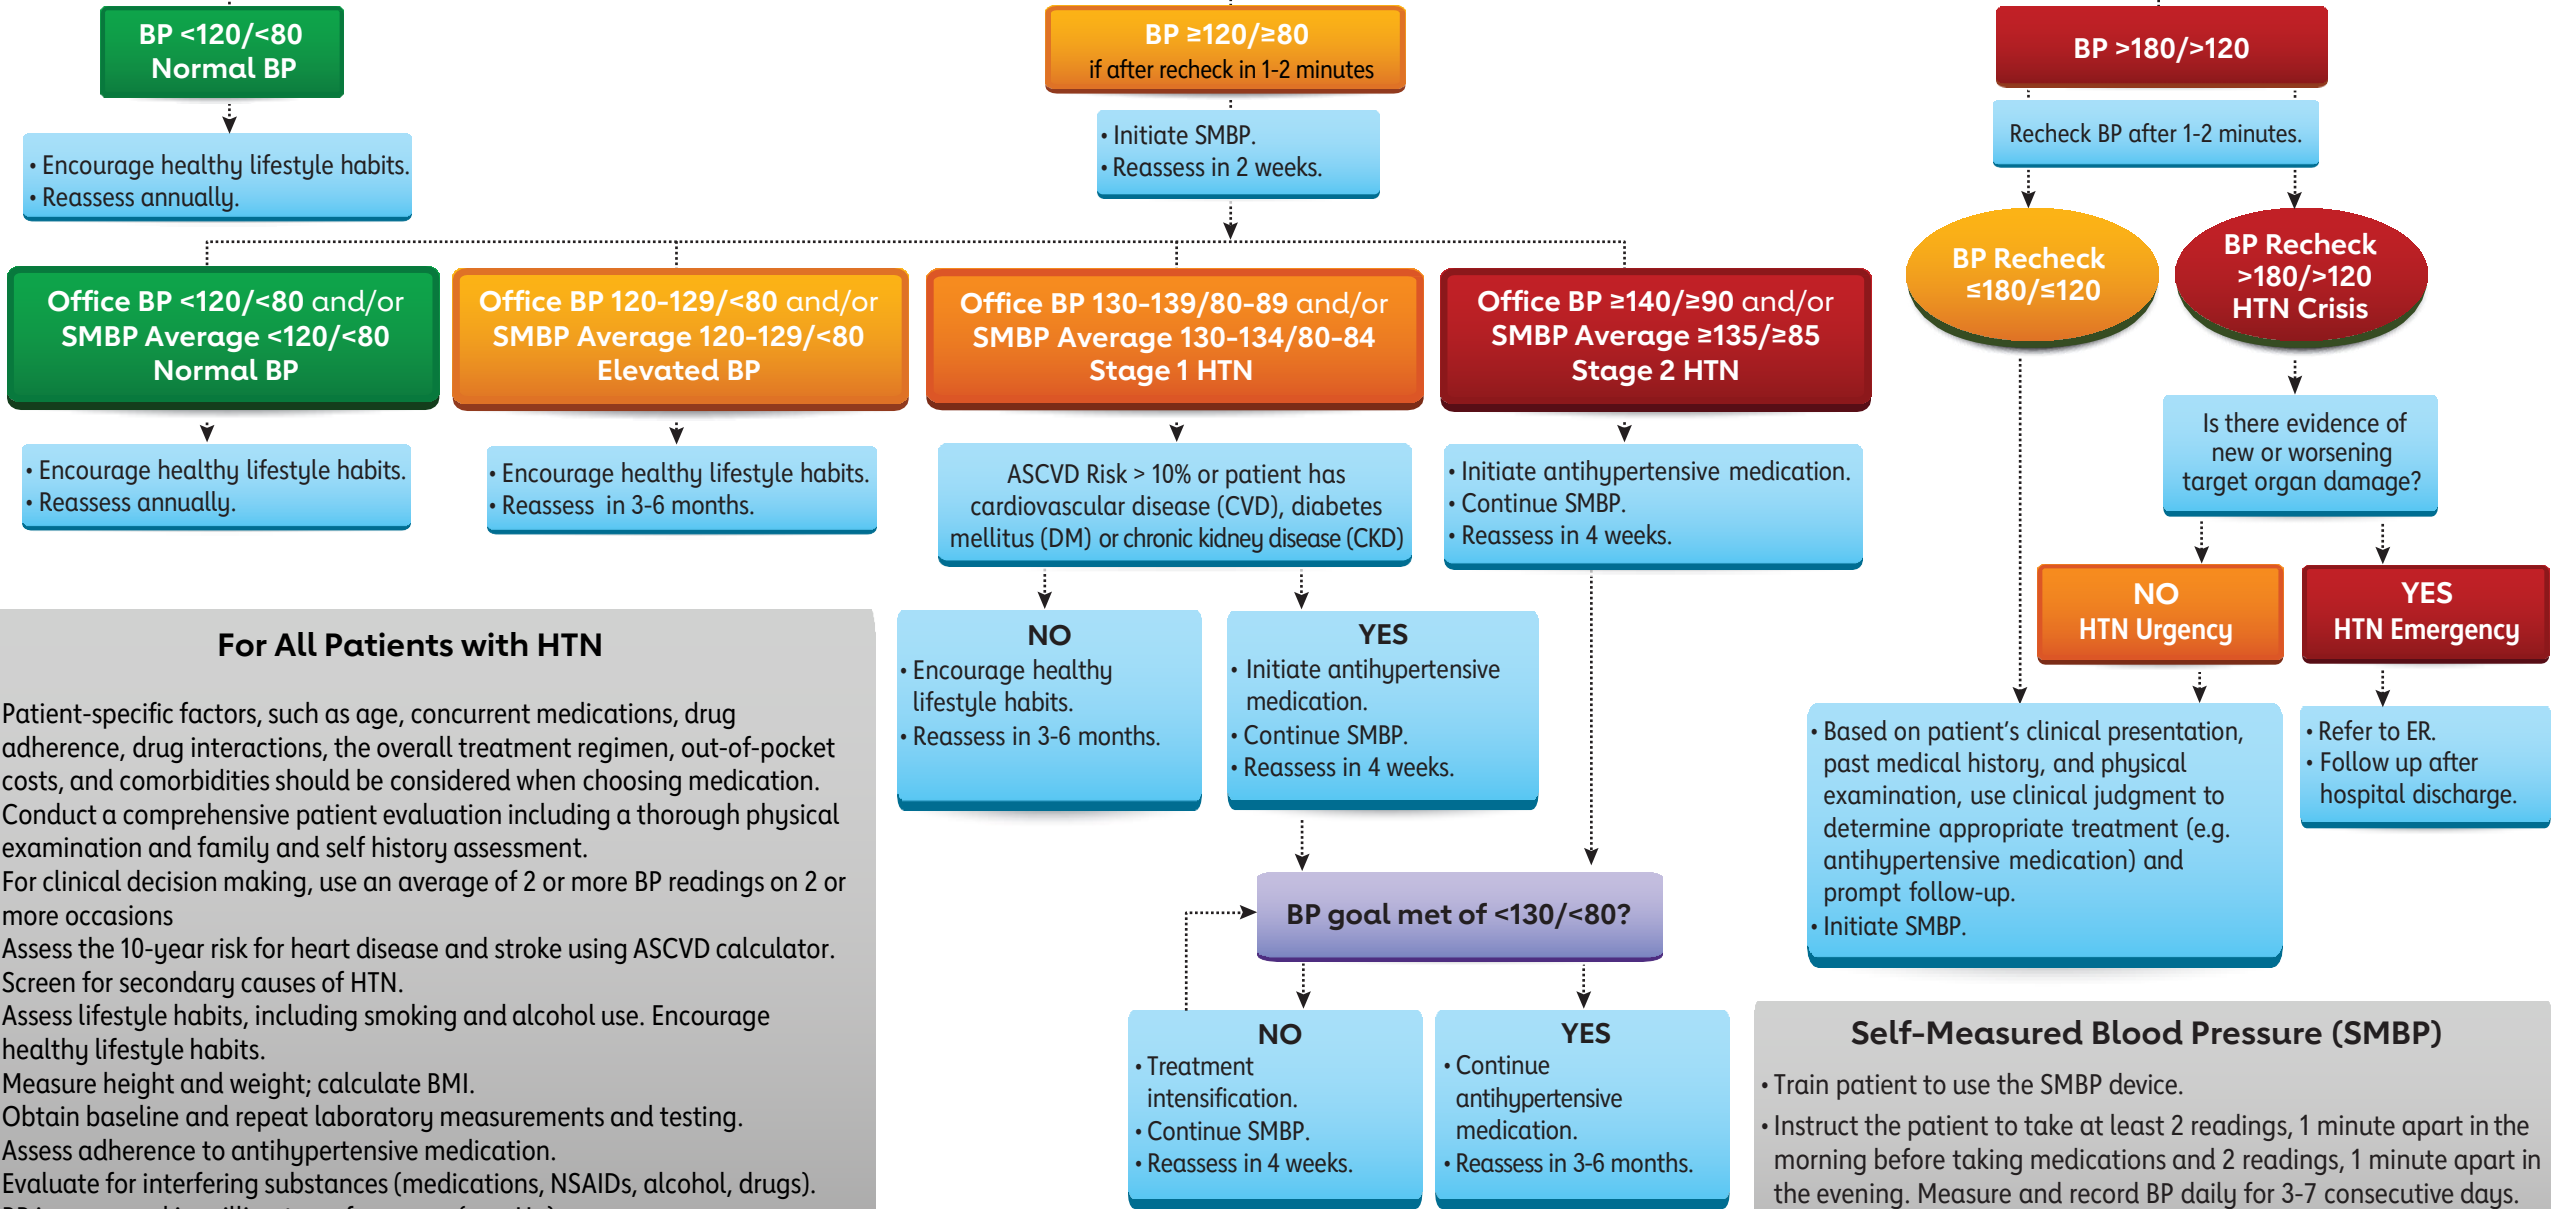 BP <120/<80
Normal BP
• Encourage healthy lifestyle habits.
• Reassess annually.
BP ≥120/≥80
if after recheck in 1-2 minutes
• Initiate SMBP.
• Reassess in 2 weeks.
BP >180/>120
Recheck BP after 1-2 minutes.
BP Recheck
≤180/≤120
BP Recheck
>180/>120
HTN Crisis
Office BP <120/<80 and/or
SMBP Average <120/<80
Normal BP
• Encourage healthy lifestyle habits.
• Reassess annually.
Office BP 120-129/<80 and/or
SMBP Average 120-129/<80
Elevated BP
• Encourage healthy lifestyle habits.
• Reassess in 3-6 months.
Office BP 130-139/80-89 and/or
SMBP Average 130-134/80-84
Stage 1 HTN
ASCVD Risk > 10% or patient has
cardiovascular disease (CVD), diabetes
mellitus (DM) or chronic kidney disease (CKD)
Office BP ≥140/≥90 and/or
SMBP Average ≥135/≥85
Stage 2 HTN
• Initiate antihypertensive medication.
• Continue SMBP.
• Reassess in 4 weeks.
Is there evidence of
new or worsening
target organ damage?
NO
HTN Urgency
YES
HTN Emergency
NO
• Encourage healthy
lifestyle habits.
• Reassess in 3-6 months.
YES
• Initiate antihypertensive
medication.
• Continue SMBP.
• Reassess in 4 weeks.
• Based on patient’s clinical presentation,
past medical history, and physical
examination, use clinical judgment to
determine appropriate treatment (e.g.
antihypertensive medication) and
prompt follow-up.
• Initiate SMBP.
• Refer to ER.
• Follow up after
hospital discharge.
BP goal met of <130/<80?
NO
• Treatment
intensification.
• Continue SMBP.
• Reassess in 4 weeks.
YES
• Continue
antihypertensive
medication.
• Reassess in 3-6 months.
For All Patients with HTN
Patient-specific factors, such as age, concurrent medications, drug
adherence, drug interactions, the overall treatment regimen, out-of-pocket
costs, and comorbidities should be considered when choosing medication.
Conduct a comprehensive patient evaluation including a thorough physical
examination and family and self history assessment.
For clinical decision making, use an average of 2 or more BP readings on 2 or
more occasions
Assess the 10-year risk for heart disease and stroke using ASCVD calculator.
Screen for secondary causes of HTN.
Assess lifestyle habits, including smoking and alcohol use. Encourage
healthy lifestyle habits.
Measure height and weight; calculate BMI.
Obtain baseline and repeat laboratory measurements and testing.
Assess adherence to antihypertensive medication.
Evaluate for interfering substances (medications, NSAIDs, alcohol, drugs).
Self-Measured Blood Pressure (SMBP)
• Train patient to use the SMBP device.
• Instruct the patient to take at least 2 readings, 1 minute apart in the
morning before taking medications and 2 readings, 1 minute apart in
the evening. Measure and record BP daily for 3-7 consecutive days.